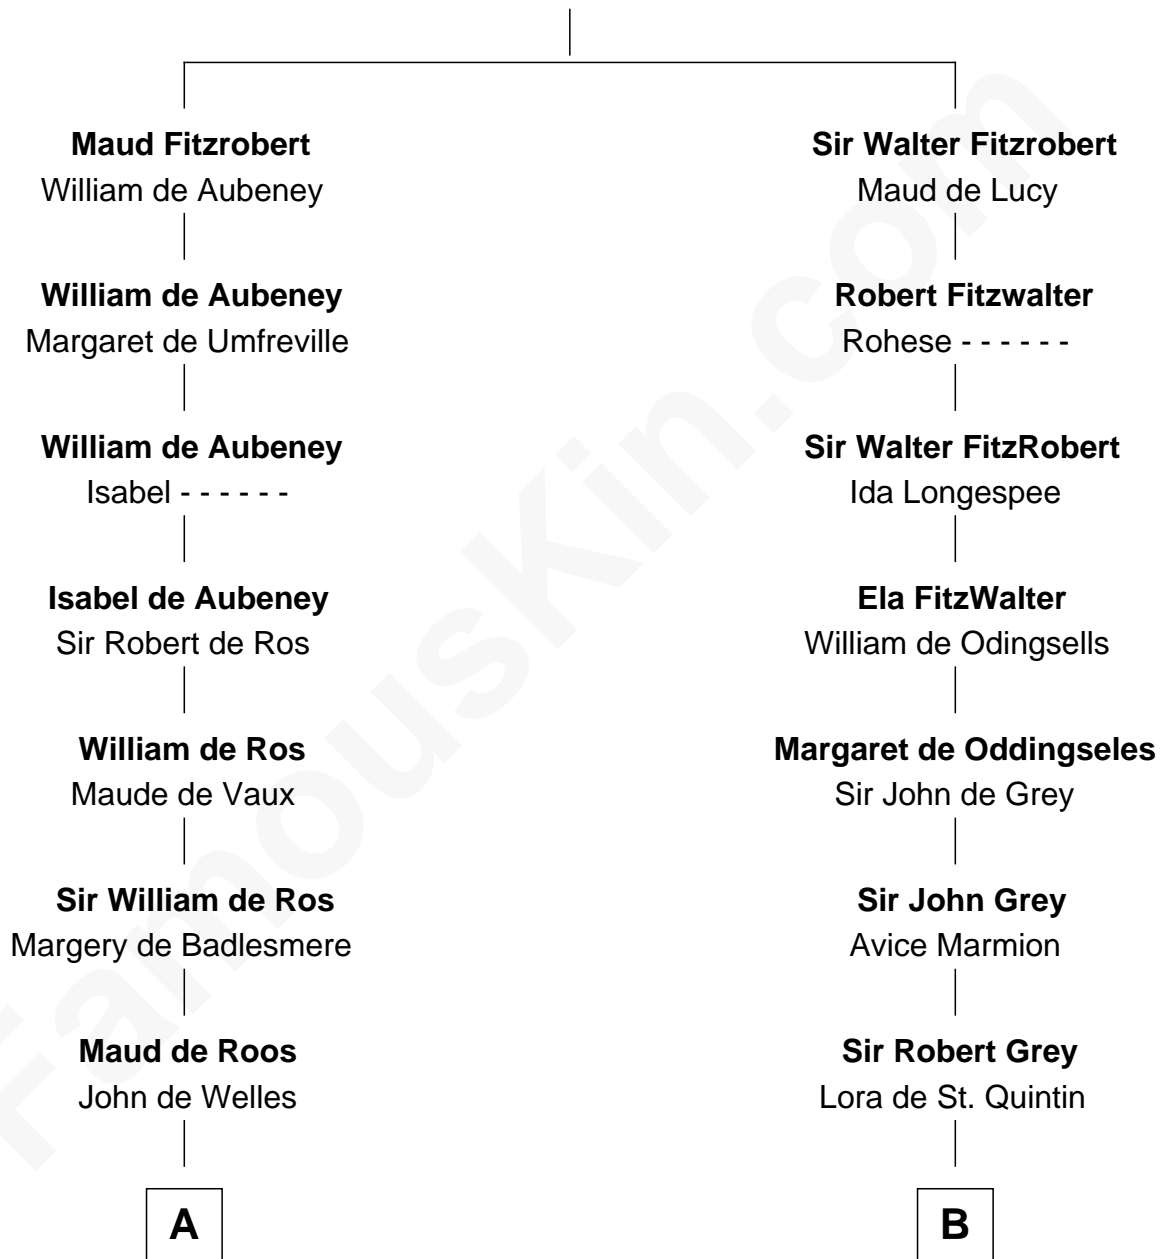 Maud Fitzrobert
William de Aubeney
William de Aubeney
Margaret de Umfreville
William de Aubeney
Isabel - - - - - -
Isabel de Aubeney
Sir Robert de Ros
William de Ros
Maude de Vaux
Sir William de Ros
Margery de Badlesmere
Maud de Roos
John de Welles
A
Sir Walter Fitzrobert
Maud de Lucy
Robert Fitzwalter
Rohese - - - - - -
Sir Walter FitzRobert
Ida Longespee
Ela FitzWalter
William de Odingsells
Margaret de Oddingseles
Sir John de Grey
Sir John Grey
Avice Marmion
Sir Robert Grey
Lora de St. Quintin
B
FamousKin.com